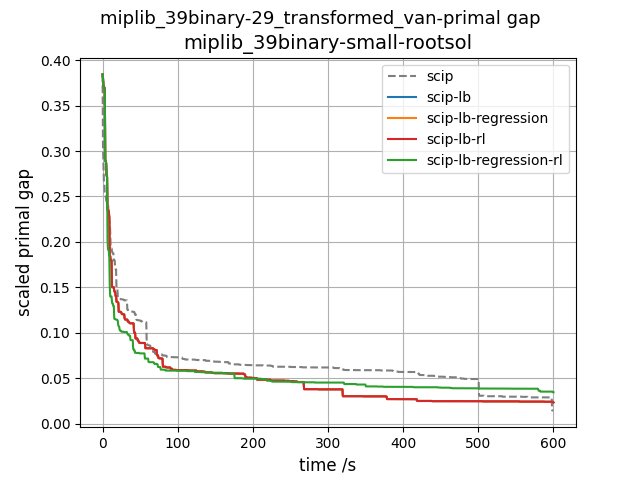 miplib_39binary-29_transformed_van-primal gap
miplib_39binary-small-rootsol
0.40
0.35
0.30
0.25
0.20
0.15
0.10
0.05
0.00
scaled primal gap
scip
scip-lb
scip-lb-regression
scip-lb-rl
scip-lb-regression-rl
0 100 200 300 400 500 600
time /s